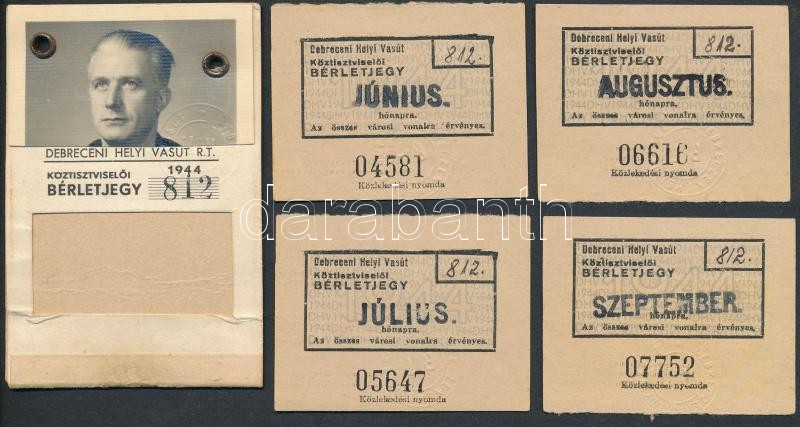 DEBRECENI HELYI VASÚT R.T.
KÖZTISZTVISELŐI 1944
BÉRLETJEGY 812
Debreceni Helyi Vasút 812.
Köztisztviselői
BÉRLETJEGY
JÚNIUS.
hónapra.
Az összes városi vonalra érvényes.
04581
Közlekedési nyomda
Debreceni Helyi Vasút 812.
Köztisztviselői
BÉRLETJEGY
AUGUSZTUS.
hónapra.
Az összes városi vonalra érvényes.
06616
Közlekedési nyomda
Debreceni Helyi Vasút 812.
Köztisztviselői
BÉRLETJEGY
JÚLIUS.
hónapra.
Az összes városi vonalra érvényes.
05647
Közlekedési nyomda
Debreceni Helyi Vasút 812.
Köztisztviselői
BÉRLETJEGY
SZEPTEMBER.
hónapra.
Az összes városi vonalra érvényes.
07752
Közlekedési nyomda
darabanth